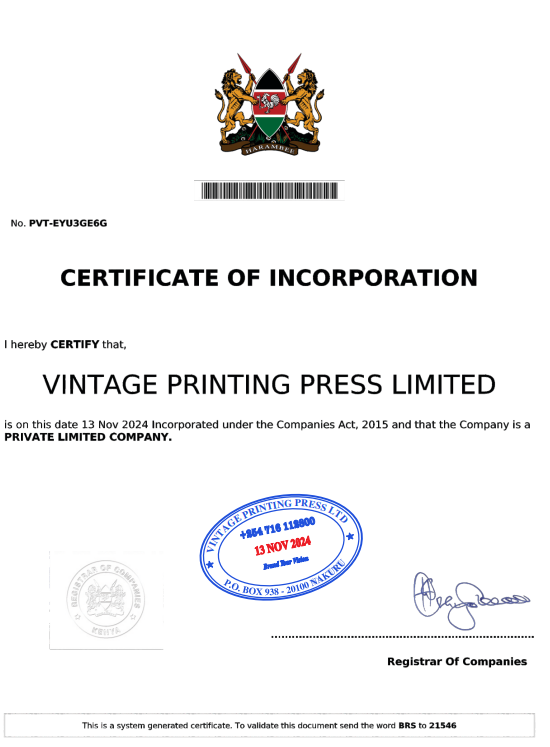 HARAMBEE
No. PVT-EYU3GE6G
CERTIFICATE OF INCORPORATION
I hereby CERTIFY that,
VINTAGE PRINTING PRESS LIMITED
is on this date 13 Nov 2024 Incorporated under the Companies Act, 2015 and that the Company is a
PRIVATE LIMITED COMPANY.
VINTAGE PRINTING PRESS LTD
+254 716 112800
13 NOV 2024
Brand Your Vision
P.O. BOX 938 - 20100 NAKURU
REGISTRAR OF COMPANIES
KENYA
Registrar Of Companies
This is a system generated certificate. To validate this document send the word BRS to 21546